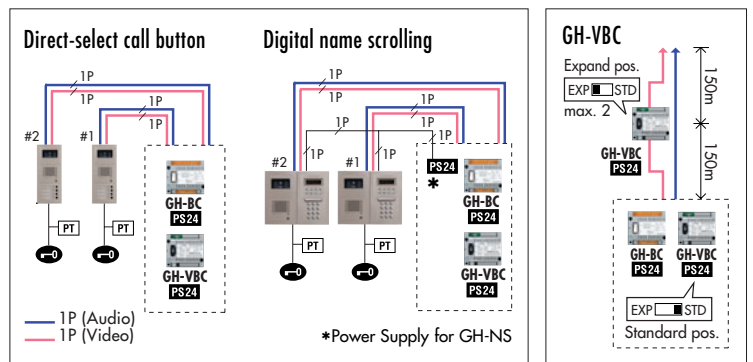 Direct-select call button
1P
1P
1P
1P
#2
#1
GH-BC
PS24
PT
PT
GH-VBC
PS24
1P (Audio)
1P (Video)
Digital name scrolling
1P
1P
1P
1P
1P
1P
#2
1P
#1
1P
PS24
*
GH-BC
PS24
PT
PT
GH-VBC
PS24
*Power Supply for GH-NS
GH-VBC
Expand pos.
EXP STD
max. 2
150m
GH-VBC
PS24
150m
GH-BC
PS24
GH-VBC
PS24
EXP STD
Standard pos.